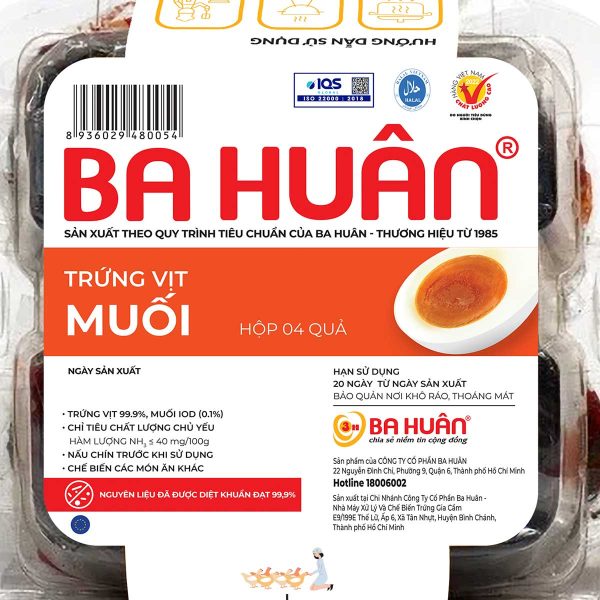 HƯỚNG DẪN SỬ DỤNG
8 936029 480054
IQS
GLOBAL
ISO 22000 : 2018
HALAL
HÀNG VIỆT NAM
CHẤT LƯỢNG CAO
DO NGƯỜI TIÊU DÙNG
BÌNH CHỌN
BA HUÂN®
SẢN XUẤT THEO QUY TRÌNH TIÊU CHUẨN CỦA BA HUÂN - THƯƠNG HIỆU TỪ 1985
TRỨNG VỊT
MUỐI
HỘP 04 QUẢ
NGÀY SẢN XUẤT
• TRỨNG VỊT 99.9%, MUỐI IOD (0.1%)
• CHỈ TIÊU CHẤT LƯỢNG CHỦ YẾU
HÀM LƯỢNG NH₃ ≤ 40 mg/100g
• NẤU CHÍN TRƯỚC KHI SỬ DỤNG
• CHẾ BIẾN CÁC MÓN ĂN KHÁC
NGUYÊN LIỆU ĐÃ ĐƯỢC DIỆT KHUẨN ĐẠT 99,9%
HẠN SỬ DỤNG
20 NGÀY TỪ NGÀY SẢN XUẤT
BẢO QUẢN NƠI KHÔ RÁO, THOÁNG MÁT
3H BA HUÂN®
chia sẻ niềm tin cộng đồng
Sản phẩm của CÔNG TY CỔ PHẦN BA HUÂN
22 Nguyễn Đình Chi, Phường 9, Quận 6, Thành phố Hồ Chí Minh
Hotline 18006002
Sản xuất tại Chi Nhánh Công Ty Cổ Phần Ba Huân -
Nhà Máy Xử Lý Và Chế Biến Trứng Gia Cầm
E9/199E Thế Lữ, Ấp 6, Xã Tân Nhựt, Huyện Bình Chánh,
Thành phố Hồ Chí Minh